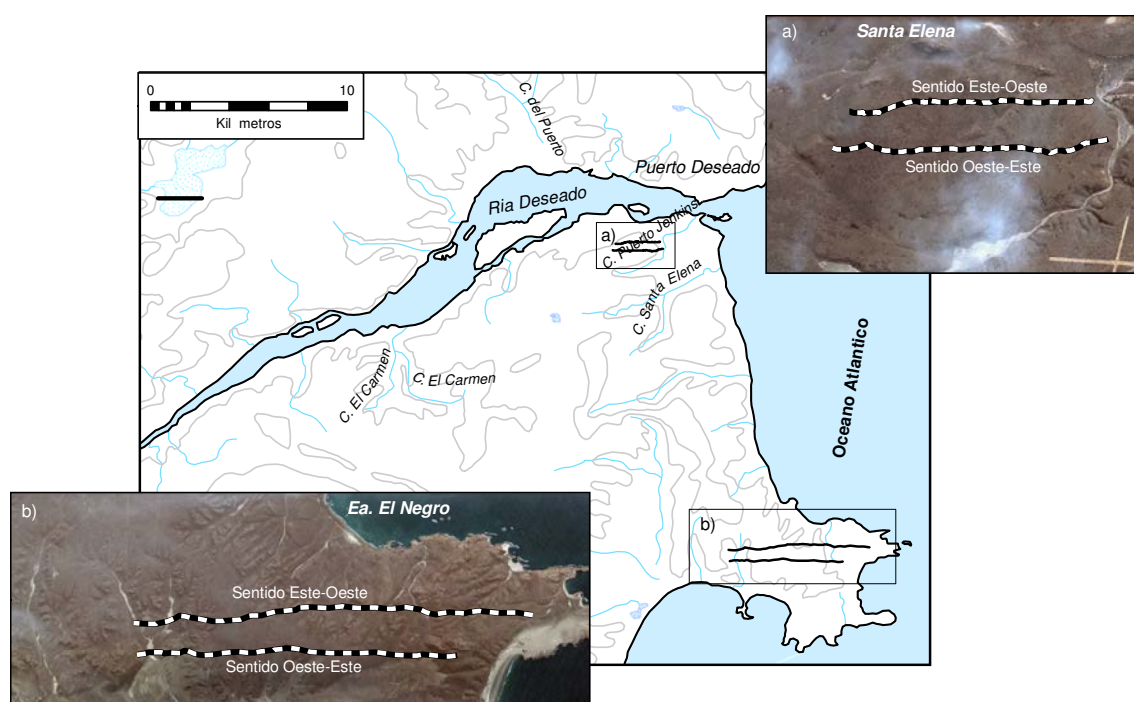 a)
Santa Elena
Sentido Este-Oeste
Sentido Oeste-Este
0 10
Kil metros
C. del Puerto
Puerto Deseado
Ria Deseado
a)
C. Puerto Jenkins
C. Santa Elena
C. El Carmen
C. El Carmen
Oceano Atlantico
b)
Ea. El Negro
Sentido Este-Oeste
Sentido Oeste-Este
b)